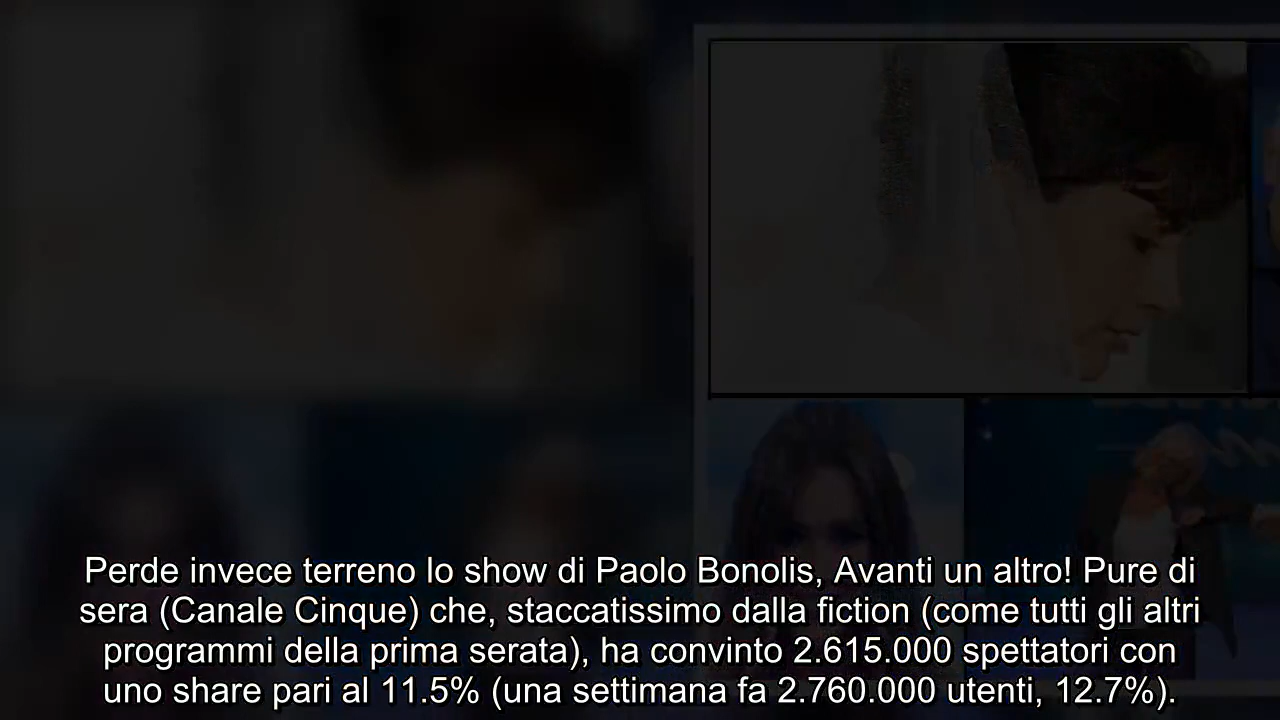 Perde invece terreno lo show di Paolo Bonolis, Avanti un altro! Pure di
sera (Canale Cinque) che, staccatissimo dalla fiction (come tutti gli altri
programmi della prima serata), ha convinto 2.615.000 spettatori con
uno share pari al 11.5% (una settimana fa 2.760.000 utenti, 12.7%).